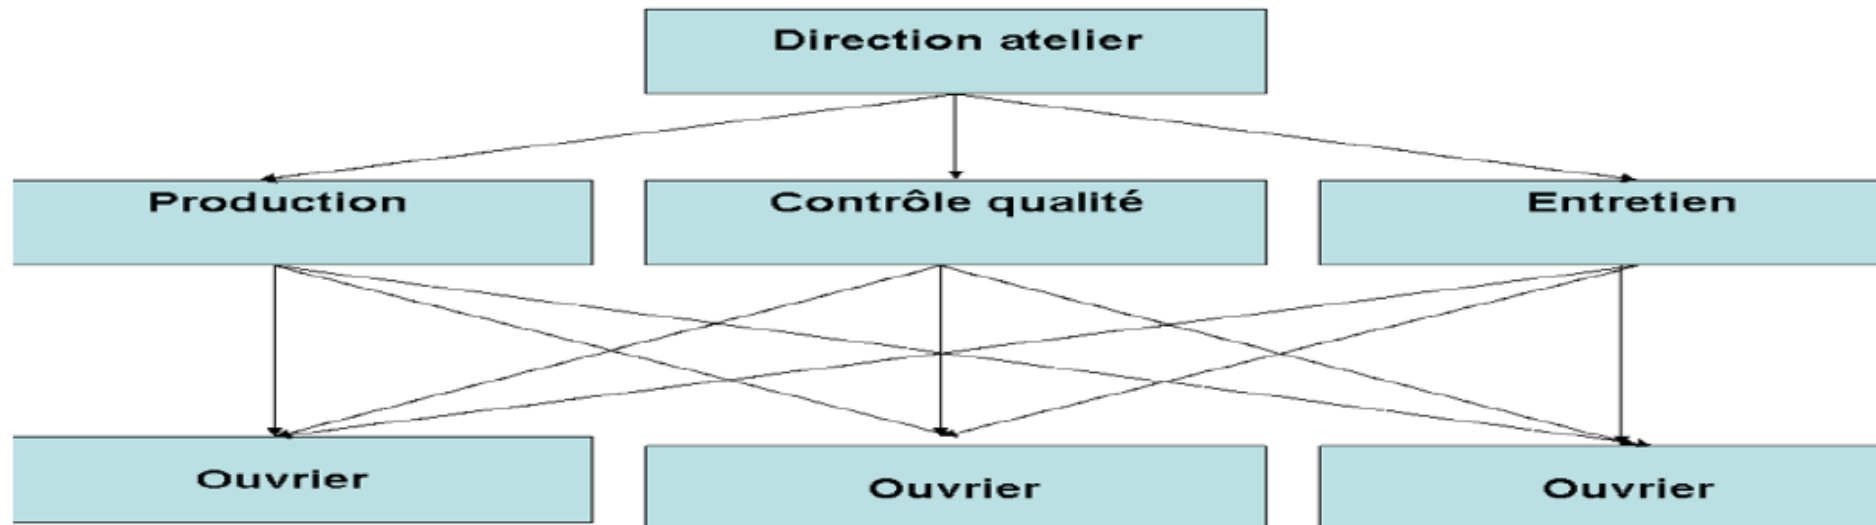 Direction atelier
Production
Contrôle qualité
Entretien
Ouvrier
Ouvrier
Ouvrier